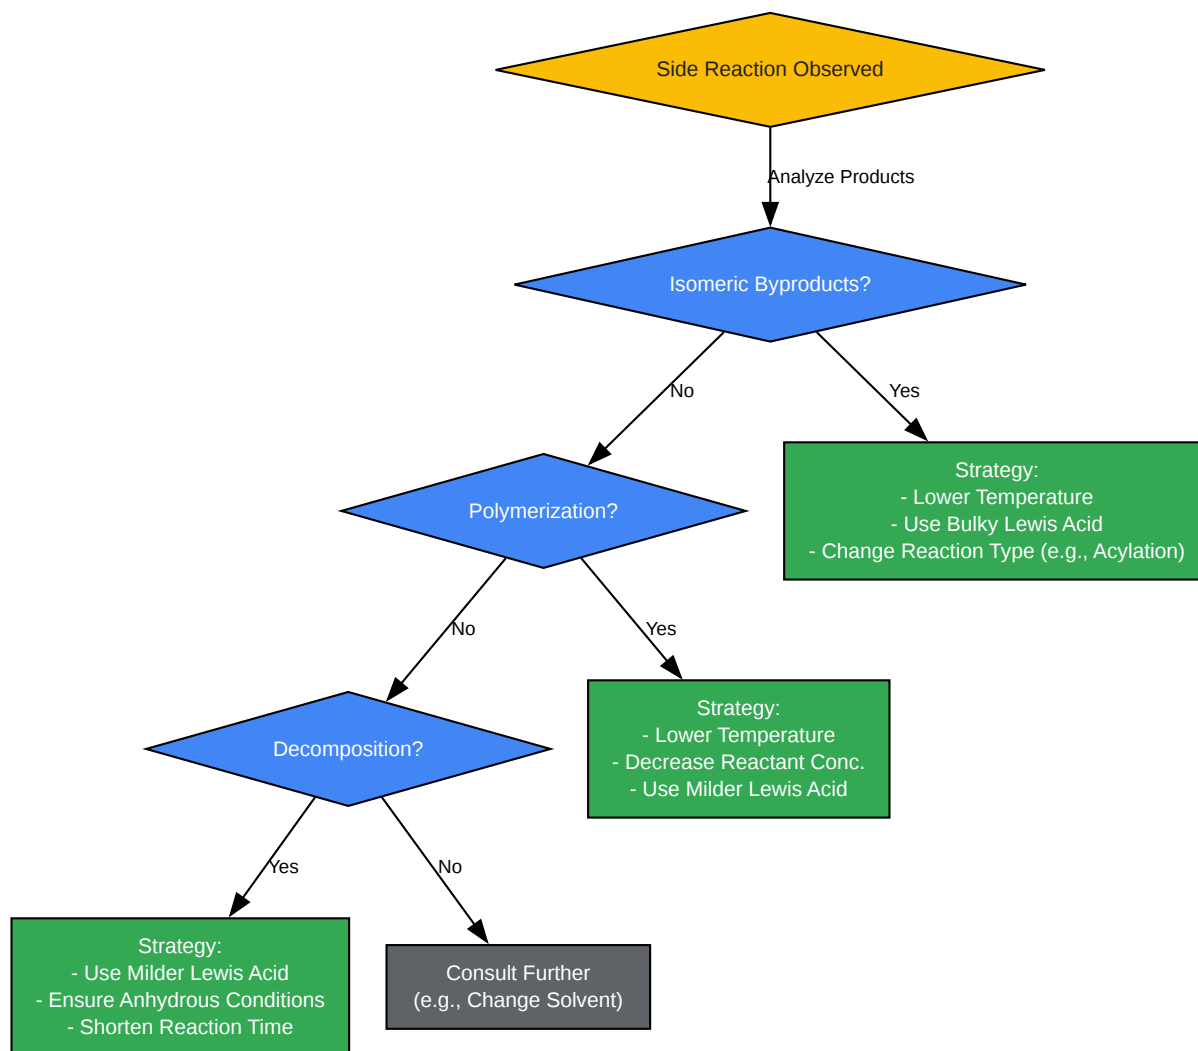 Side Reaction Observed
Analyze Products
Isomeric Byproducts?
No
Yes
Strategy:
- Lower Temperature
- Use Bulky Lewis Acid
- Change Reaction Type (e.g., Acylation)
Polymerization?
No
Yes
Strategy:
- Lower Temperature
- Decrease Reactant Conc.
- Use Milder Lewis Acid
Decomposition?
Yes
No
Strategy:
- Use Milder Lewis Acid
- Ensure Anhydrous Conditions
- Shorten Reaction Time
Consult Further
(e.g., Change Solvent)